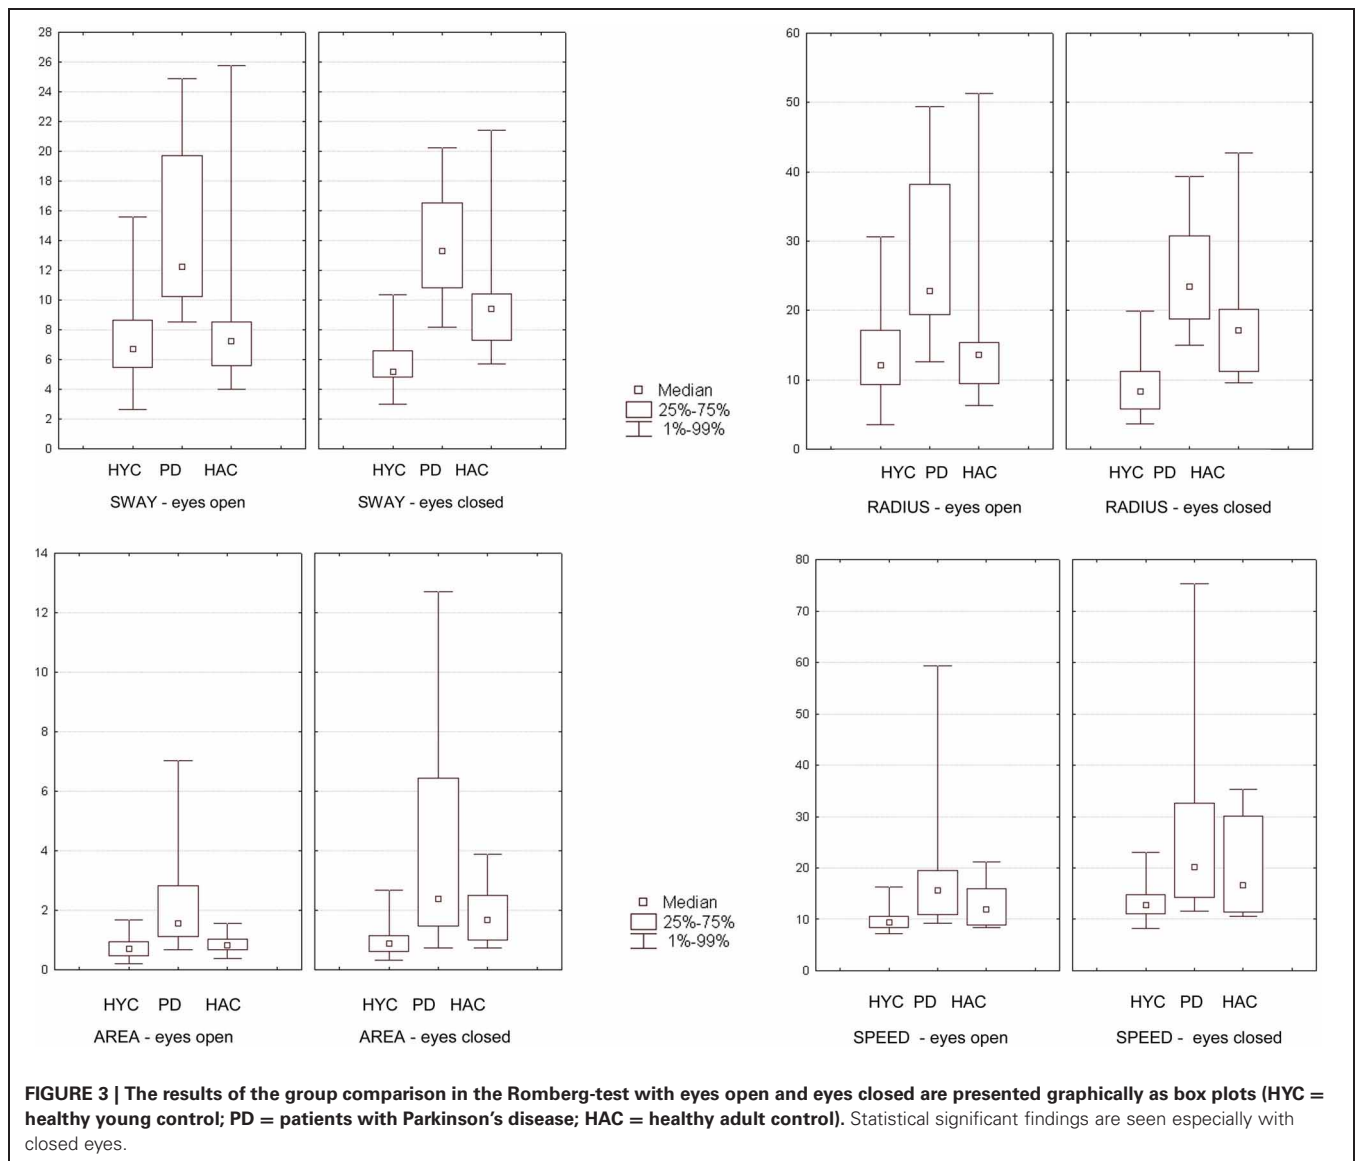 28
26
24
22
20
18
16
14
12
10
8
6
4
2
0
HYC PD HAC
SWAY - eyes open
HYC PD HAC
SWAY - eyes closed
Median
25%-75%
1%-99%
60
50
40
30
20
10
0
HYC PD HAC
RADIUS - eyes open
HYC PD HAC
RADIUS - eyes closed
14
12
10
8
6
4
2
0
HYC PD HAC
AREA - eyes open
HYC PD HAC
AREA - eyes closed
Median
25%-75%
1%-99%
80
70
60
50
40
30
20
10
0
HYC PD HAC
SPEED - eyes open
HYC PD HAC
SPEED - eyes closed
FIGURE 3 | The results of the group comparison in the Romberg-test with eyes open and eyes closed are presented graphically as box plots (HYC =
healthy young control; PD = patients with Parkinson's disease; HAC = healthy adult control). Statistical significant findings are seen especially with
closed eyes.